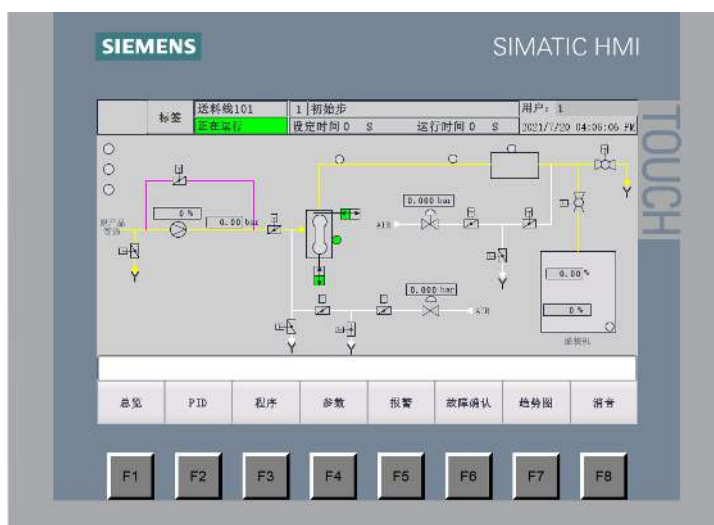 SIEMENS
SIMATIC HMI
TOUCH
标签
送料线101
1 初始步
用户: 1
正在运行
设定时间 0 S
运行时间 0 S
2021/7/20 04:06:06 PM
0 %
0.00 bar
0.000 bar
AIR
0.000 bar
AIR
0.00 %
0 %
总览
PID
程序
参数
报警
故障确认
趋势图
消音
F1
F2
F3
F4
F5
F6
F7
F8